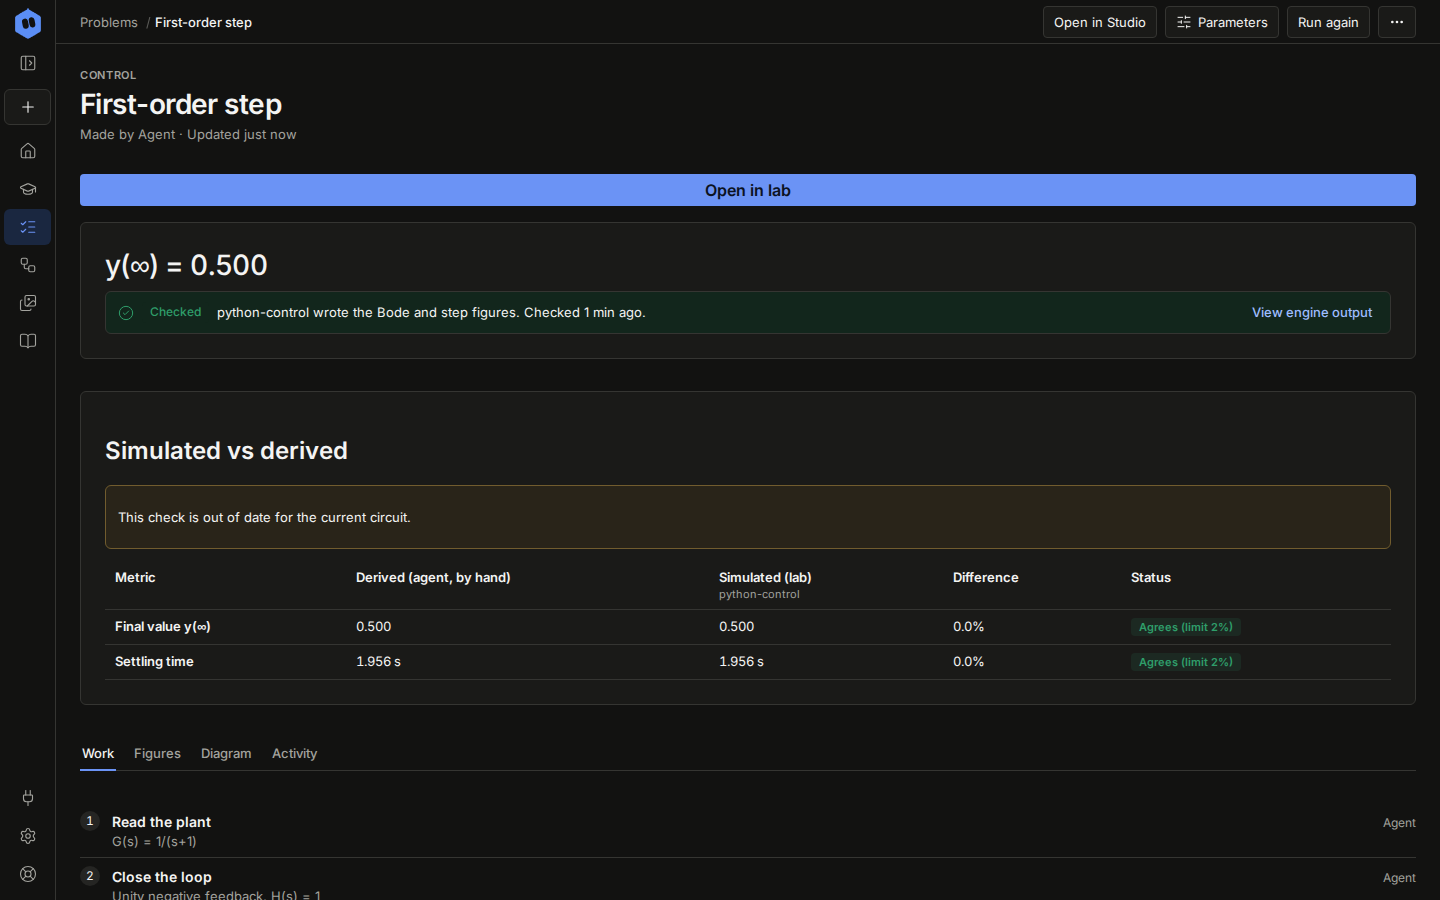 Problems / First-order step
Open in Studio
Parameters
Run again
CONTROL
First-order step
Made by Agent · Updated just now
Open in lab
y(∞) = 0.500
Checked python-control wrote the Bode and step figures. Checked 1 min ago.
View engine output
Simulated vs derived
This check is out of date for the current circuit.
Metric Derived (agent, by hand) Simulated (lab) Difference Status
python-control
Final value y(∞) 0.500 0.500 0.0% Agrees (limit 2%)
Settling time 1.956 s 1.956 s 0.0% Agrees (limit 2%)
Work Figures Diagram Activity
1 Read the plant Agent
G(s) = 1/(s+1)
2 Close the loop Agent
Unity negative feedback, H(s) = 1